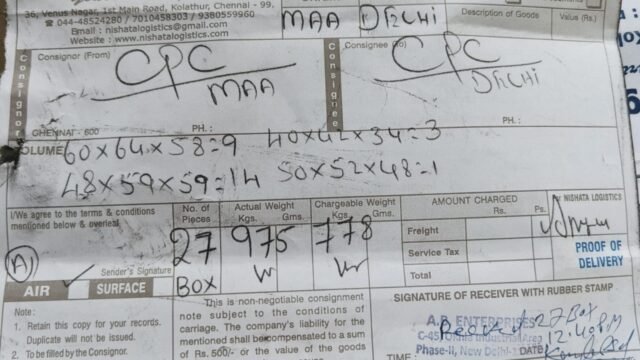 36, Venus Nagar, 1st Main Road, Kolathur, Chennai - 99.
044-48524280 / 7010458303 / 9380559960
Email : nishatalogistics@gmail.com
Website : www.nishatalogistics.com
MAA DELHI
Description of Goods Value (Rs.)
Consignor
Consignor (From) CPC
MAA
CHENNAI - 600 PH. :
Consignee
Consignee (To) CPC
DELHI
PH. :
VOLUME 60x64x58=9 40x42x34=3
48x59x59=14 50x52x48=1
I/We agree to the terms & conditions
mentioned below & overleaf
Sender's Signature
A
AIR SURFACE
No. of
Pieces
27
BOX
Actual Weight
Kgs. Gms.
975
Chargeable Weight
Kgs. Gms.
778
AMOUNT CHARGED
Rs. Ps.
Freight
Service Tax
Total
NISHATA LOGISTICS
PROOF OF
DELIVERY
Note:
1. Retain this copy for your records.
Duplicate will not be issued.
2. To be filled by the Consignor.
This is non-negotiable consignment
note subject to the conditions of
carriage. The company's liability for the
mentioned shall be compensated to a sum
of Rs. 500/- or the value of the goods
SIGNATURE OF RECEIVER WITH RUBBER STAMP
A.P. ENTERPRISES
Industrial Area
Phase-II, New Delhi
27 Box
12:40 PM
TIME : DATE